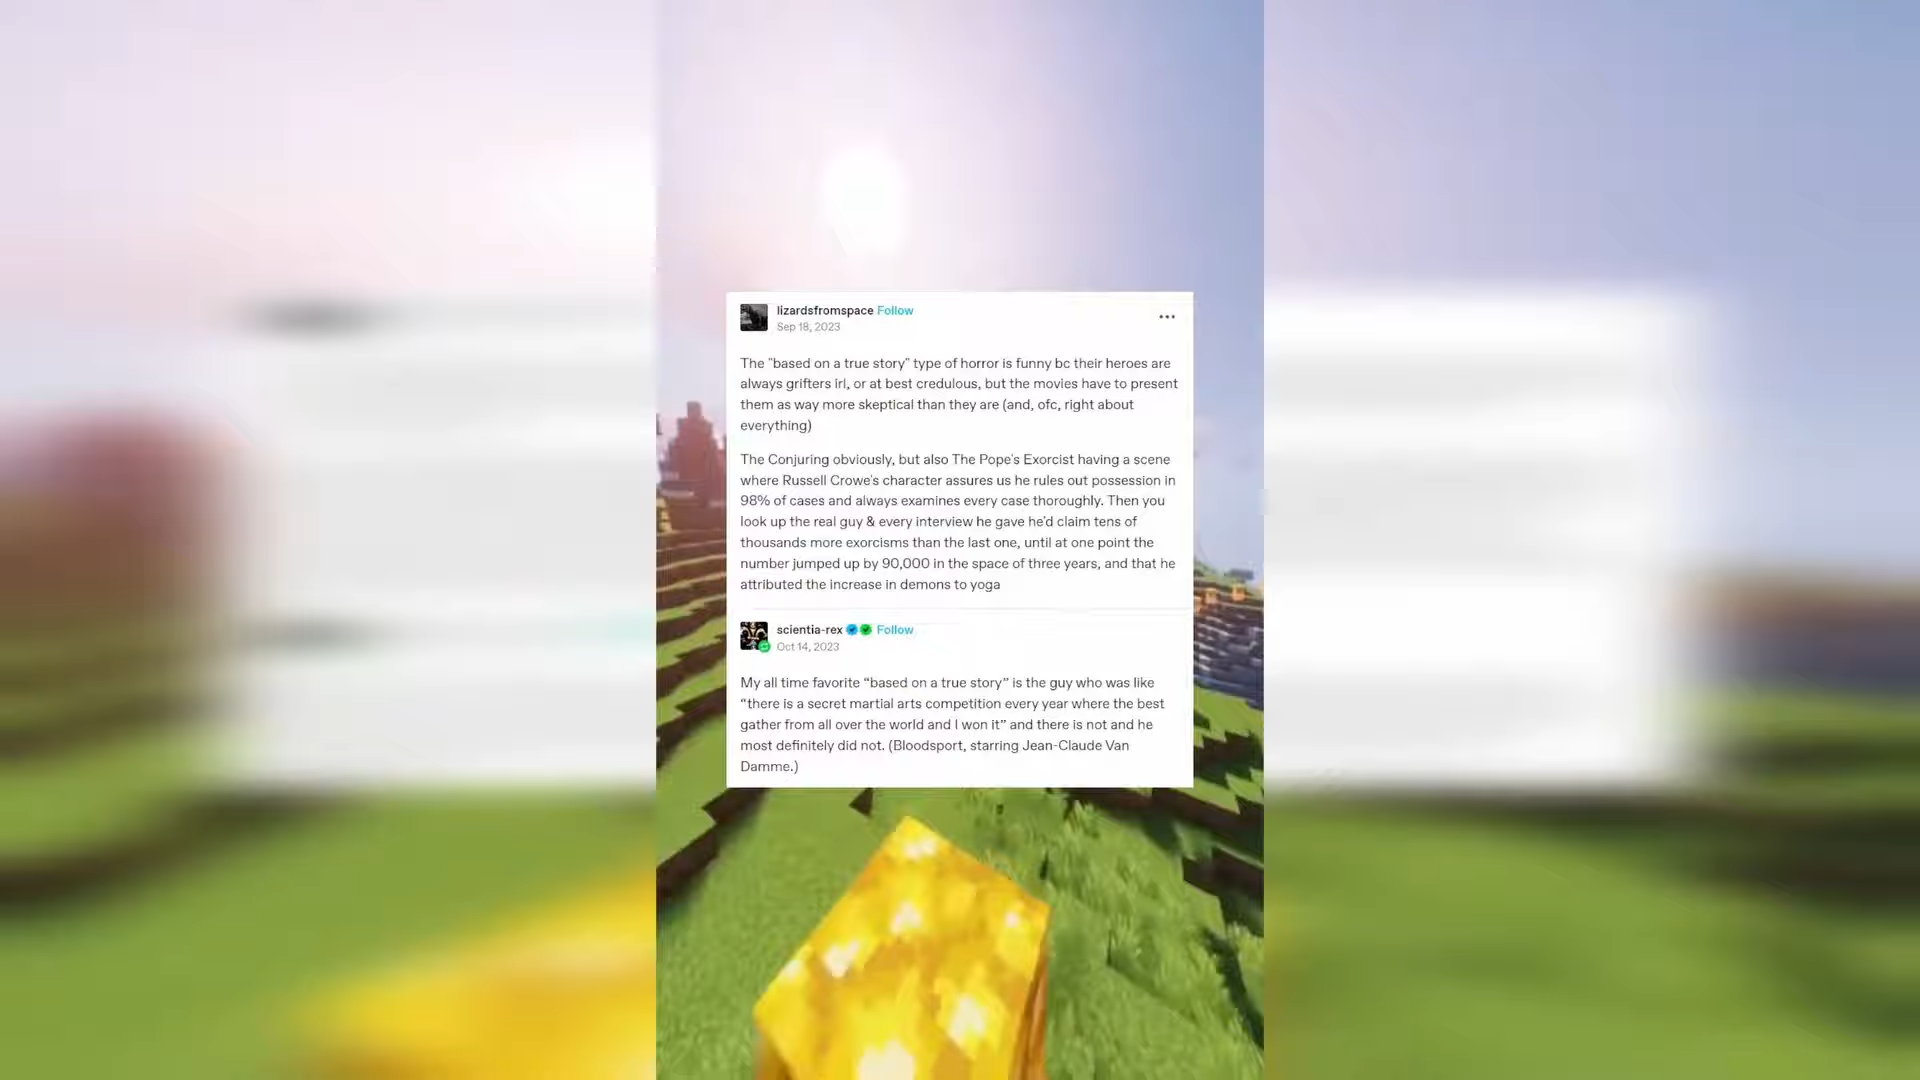 lizardsfromspace Follow
Sep 18, 2023
The "based on a true story" type of horror is funny bc their heroes are
always grifters irl, or at best credulous, but the movies have to present
them as way more skeptical than they are (and, ofc, right about
everything)
The Conjuring obviously, but also The Pope's Exorcist having a scene
where Russell Crowe's character assures us he rules out possession in
98% of cases and always examines every case thoroughly. Then you
look up the real guy & every interview he gave he'd claim tens of
thousands more exorcisms than the last one, until at one point the
number jumped up by 90,000 in the space of three years, and that he
attributed the increase in demons to yoga
scientia-rex Follow
Oct 14, 2023
My all time favorite “based on a true story” is the guy who was like
“there is a secret martial arts competition every year where the best
gather from all over the world and I won it” and there is not and he
most definitely did not. (Bloodsport, starring Jean-Claude Van
Damme.)